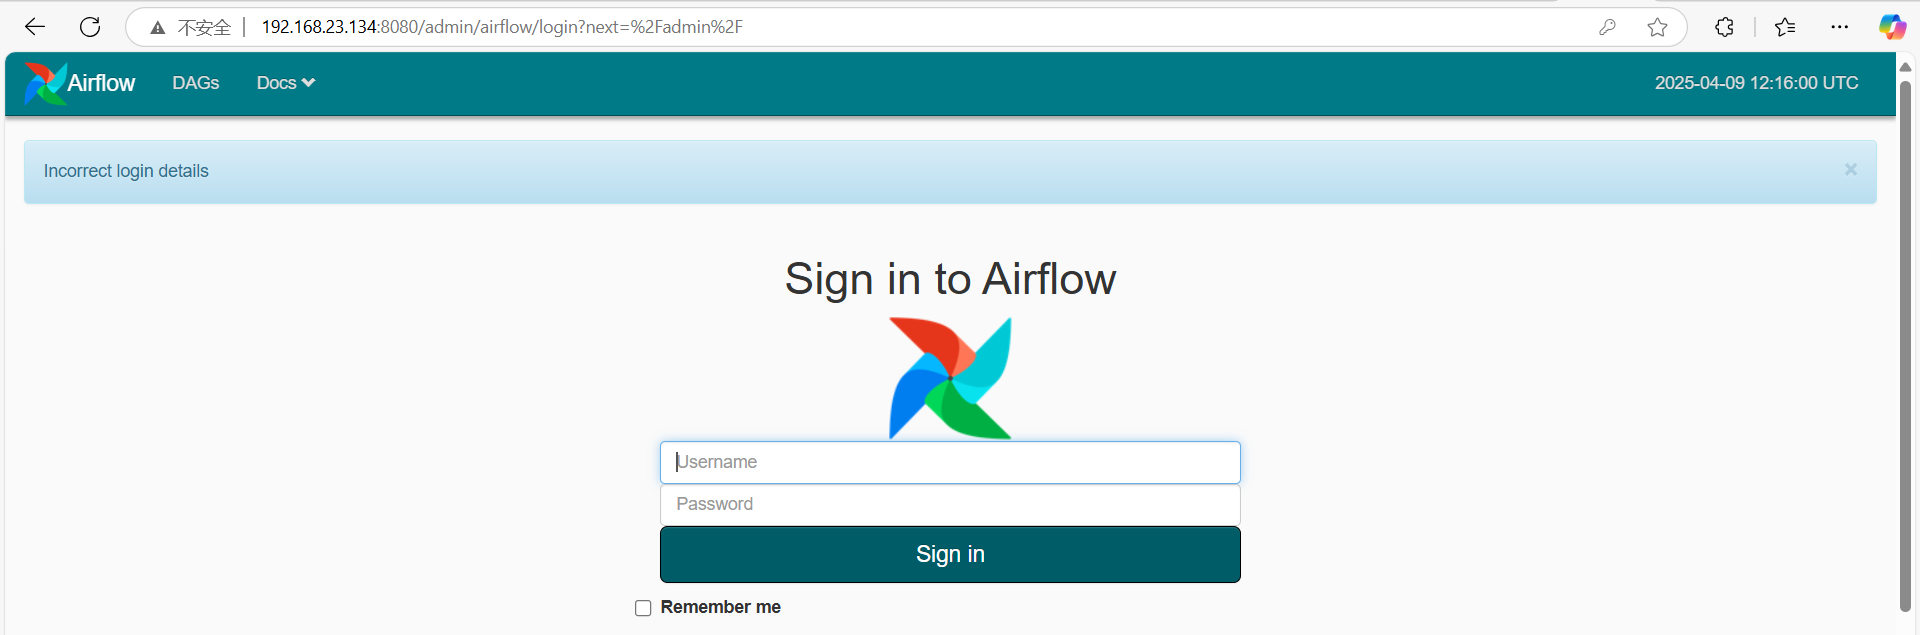 不安全 192.168.23.134:8080/admin/airflow/login?next=%2Fadmin%2F
Airflow DAGs Docs 2025-04-09 12:16:00 UTC
Incorrect login details ×
Sign in to Airflow
Username
Password
Sign in
Remember me